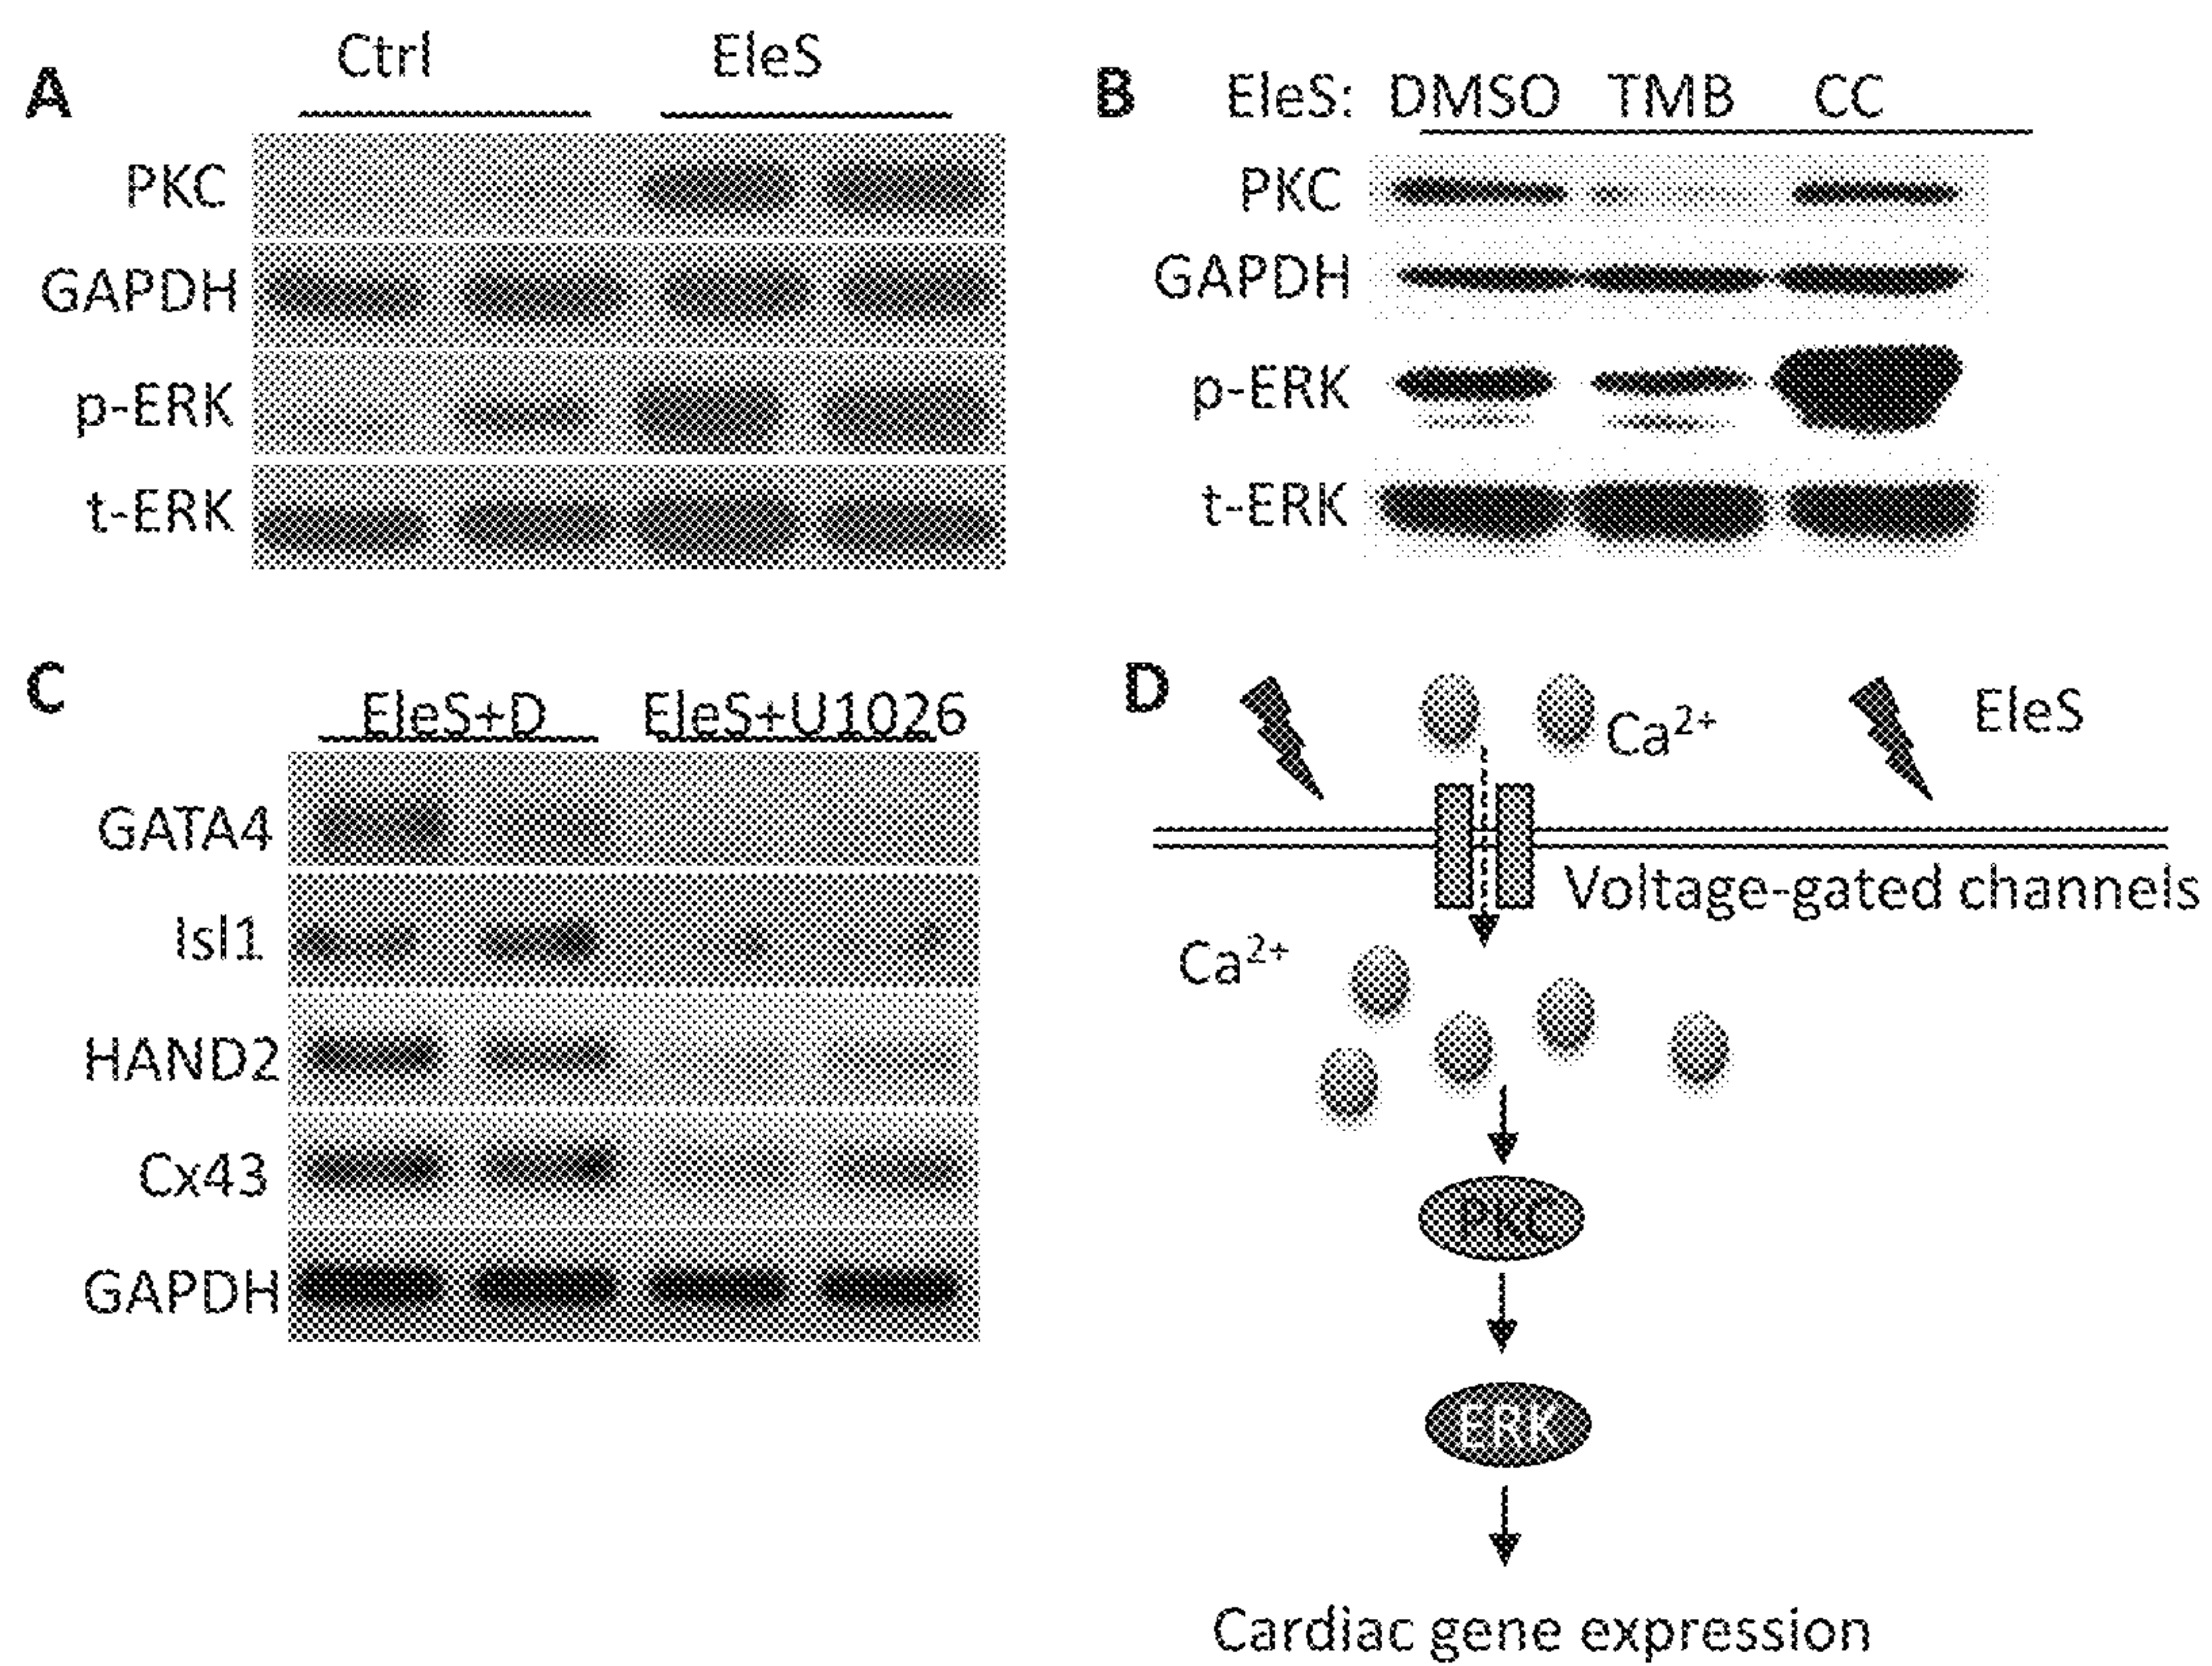 A
Ctrl EleS
PKC
GAPDH
p-ERK
t-ERK
B
EleS: DMSO TMB CC
PKC
GAPDH
p-ERK
t-ERK
C
EleS+D EleS+U1026
GATA4
Isl1
HAND2
Cx43
GAPDH
D
Ca²⁺ EleS
Voltage-gated channels
Ca²⁺
PKC
ERK
Cardiac gene expression